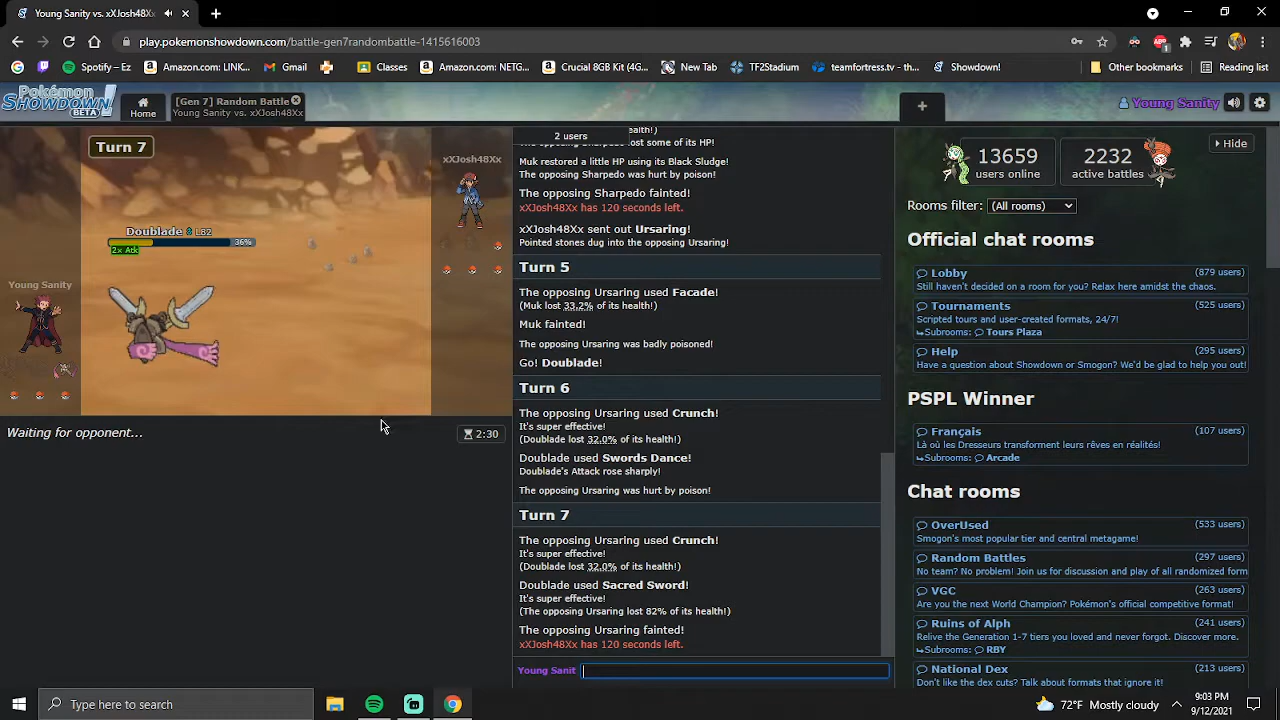 Young Sanity vs. xXJosh48Xx
play.pokemonshowdown.com/battle-gen7randombattle-1415616003
Spotify – Ez
Amazon.com: LINK...
Gmail
Classes
Amazon.com: NETG...
Crucial 8GB Kit (4G...
New Tab
TF2Stadium
teamfortress.tv - th...
Showdown!
Other bookmarks
Reading list
Pokémon
Showdown!
BETA
Home
[Gen 7] Random Battle
Young Sanity vs. xXJosh48Xx
+
Young Sanity
Turn 7
xXJosh48Xx
Doublade L82
36%
2x Atk
Young Sanity
Waiting for opponent...
2:30
2 users
ealth!)
The opposing Sharpedo lost some of its HP!
Muk restored a little HP using its Black Sludge!
The opposing Sharpedo was hurt by poison!
The opposing Sharpedo fainted!
xXJosh48Xx has 120 seconds left.
xXJosh48Xx sent out Ursaring!
Pointed stones dug into the opposing Ursaring!
Turn 5
The opposing Ursaring used Facade!
(Muk lost 33.2% of its health!)
Muk fainted!
The opposing Ursaring was badly poisoned!
Go! Doublade!
Turn 6
The opposing Ursaring used Crunch!
It's super effective!
(Doublade lost 32.0% of its health!)
Doublade used Swords Dance!
Doublade's Attack rose sharply!
The opposing Ursaring was hurt by poison!
Turn 7
The opposing Ursaring used Crunch!
It's super effective!
(Doublade lost 32.0% of its health!)
Doublade used Sacred Sword!
It's super effective!
(The opposing Ursaring lost 82% of its health!)
The opposing Ursaring fainted!
xXJosh48Xx has 120 seconds left.
Young Sanit
13659
users online
2232
active battles
Hide
Rooms filter: (All rooms)
Official chat rooms
Lobby (879 users)
Still haven't decided on a room for you? Relax here amidst the chaos.
Tournaments (525 users)
Scripted tours and user-created formats, 24/7!
Subrooms: Tours Plaza
Help (295 users)
Have a question about Showdown or Smogon? We'd be glad to help you out!
PSPL Winner
Français (107 users)
Là où les Dresseurs transforment leurs rêves en réalités!
Subrooms: Arcade
Chat rooms
OverUsed (533 users)
Smogon's most popular tier and central metagame!
Random Battles (297 users)
No team? No problem! Join us for discussion and play of all randomized form
VGC (263 users)
Are you the next World Champion? Pokémon's official competitive format!
Ruins of Alph (241 users)
Relive the Generation 1-7 tiers you loved and never forgot. Discover more.
Subrooms: RBY
National Dex (213 users)
Don't like the dex cuts? Talk about formats that ignore it!
Type here to search
72°F Mostly cloudy
9:03 PM
9/12/2021